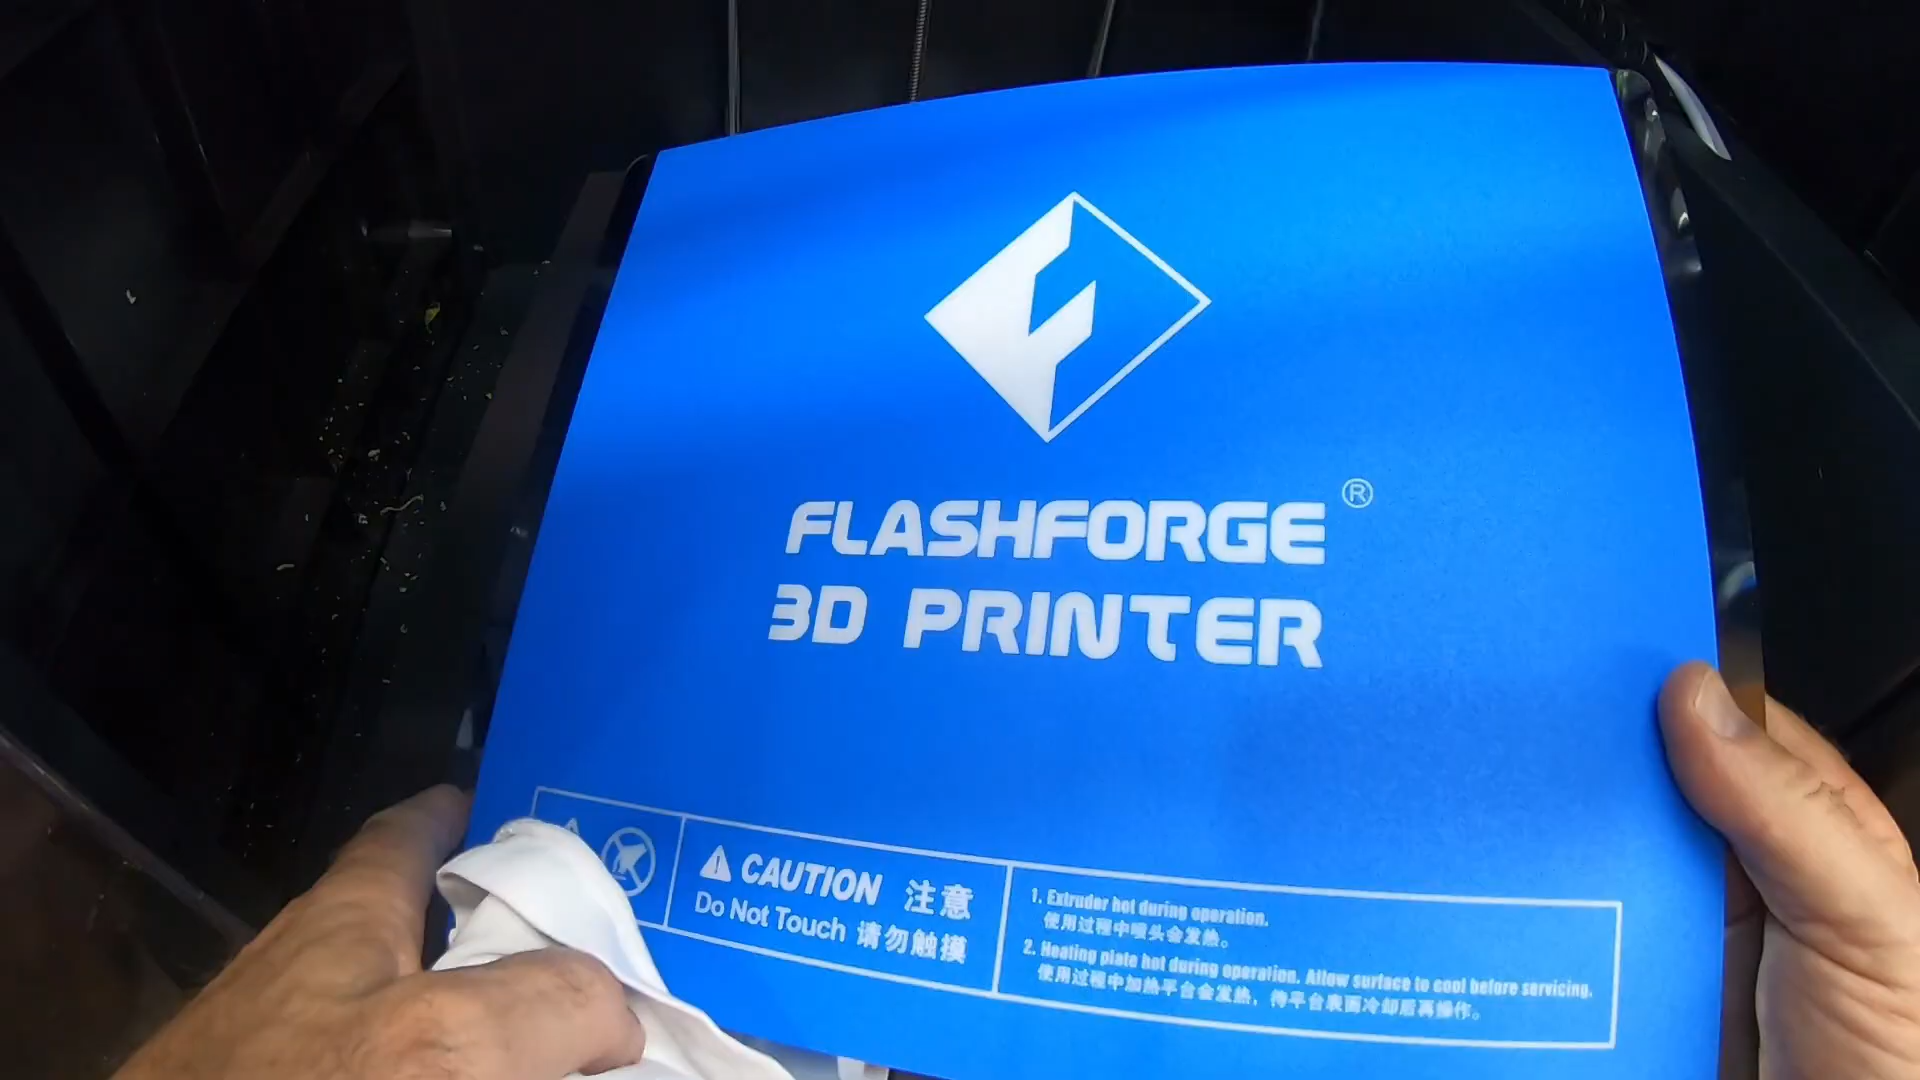 FLASHFORGE ®
3D PRINTER
CAUTION 注意
Do Not Touch 请勿触摸
1. Extruder hot during operation.
使用过程中喷头会发热。
2. Heating plate hot during operation. Allow surface to cool before servicing.
使用过程中加热平台会发热，待平台表面冷却后再操作。